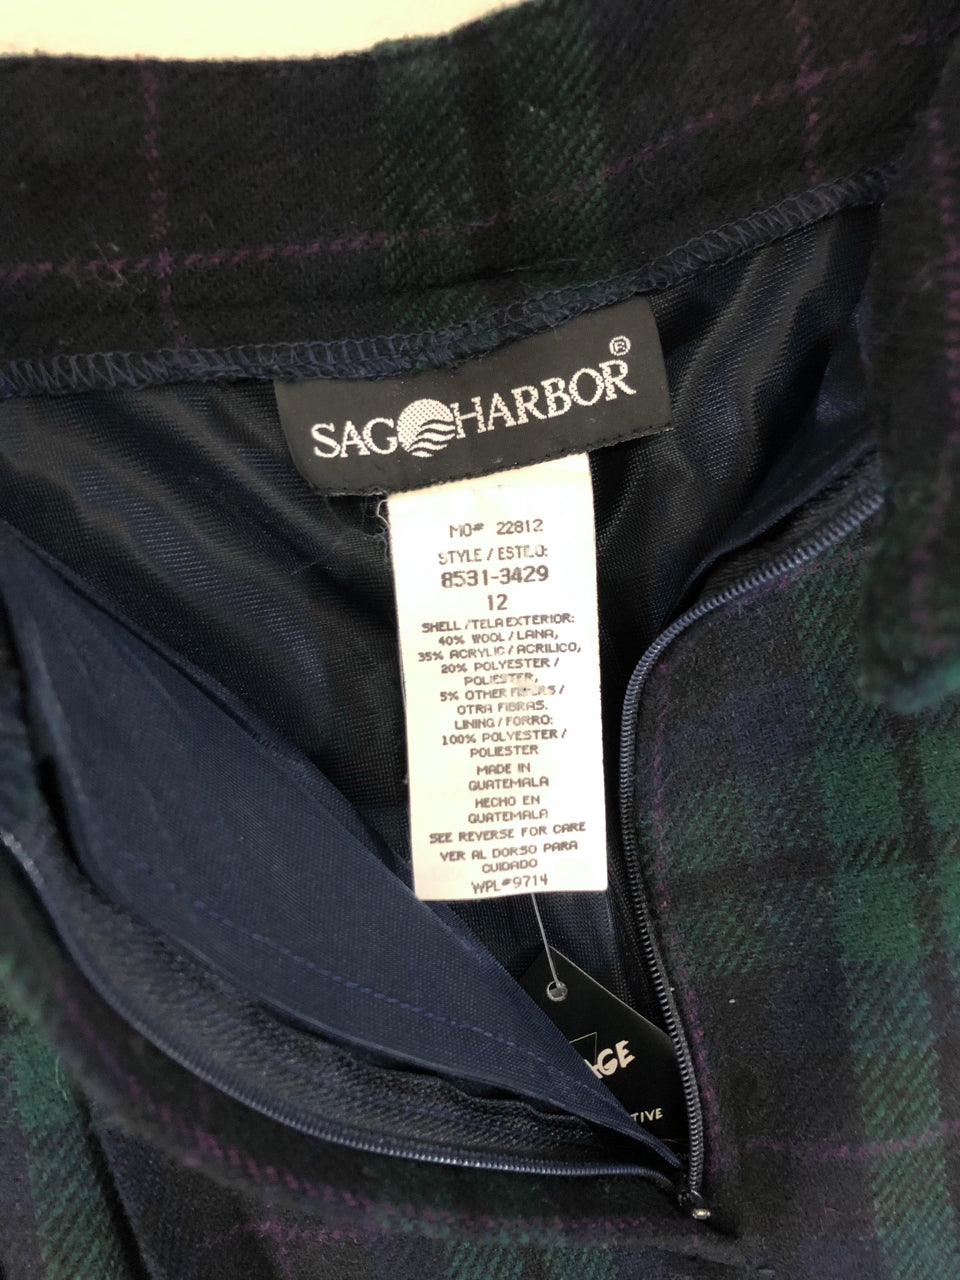 SAG HARBOR®
MO# 22812
STYLE / ESTILO:
8531-3429
12
SHELL / TELA EXTERIOR:
40% WOOL / LANA,
35% ACRYLIC / ACRILICO,
20% POLYESTER /
POLIESTER,
5% OTHER FIBERS /
OTRA FIBRAS.
LINING / FORRO:
100% POLYESTER /
POLIESTER
MADE IN
GUATEMALA
HECHO EN
GUATEMALA
SEE REVERSE FOR CARE
VER AL DORSO PARA
CUIDADO
WPL#9714
AGE
TIVE